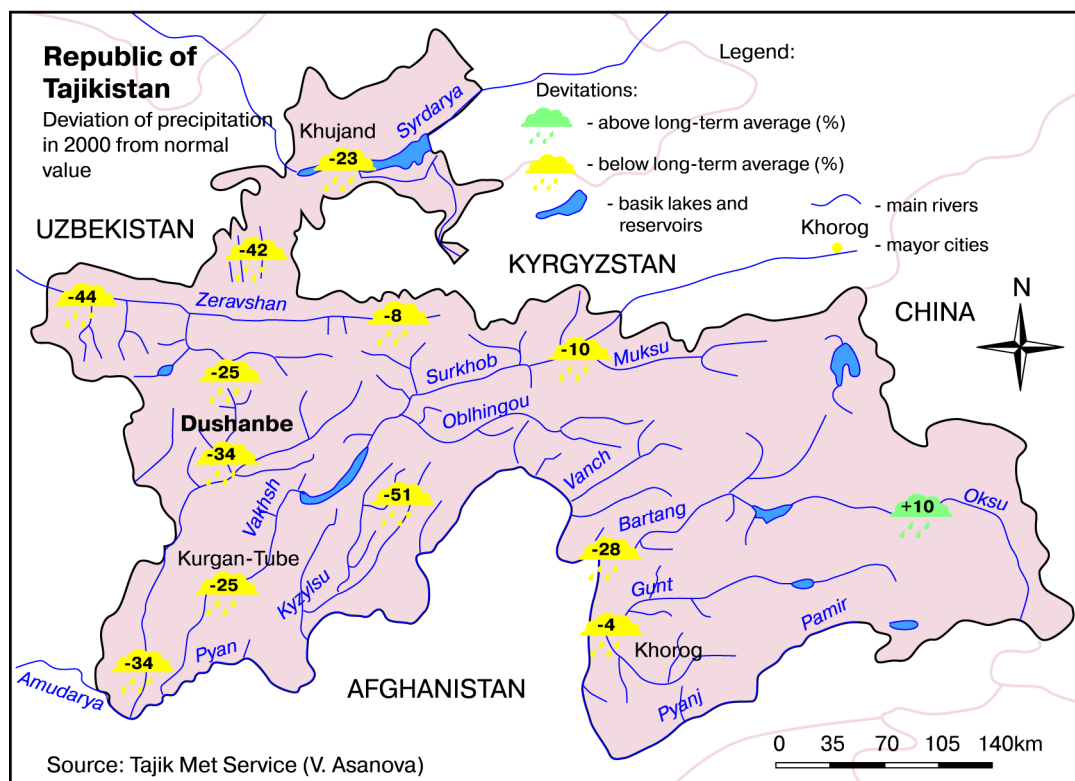 Republic of
Tajikistan
Deviation of precipitation
in 2000 from normal
value
Legend:
Devitations:
- above long-term average (%)
- below long-term average (%)
- basik lakes and
reservoirs
- main rivers
Khorog
- mayor cities
Khujand
Syrdarya
-23
UZBEKISTAN
-42
KYRGYZSTAN
-44
Zeravshan
-8
CHINA
N
-10
Muksu
Surkhob
-25
Oblhingou
Dushanbe
-34
Vanch
Vakhsh
-51
Bartang
+10
Oksu
Kurgan-Tube
-28
-25
Kyzylsu
Gunt
Pamir
-4
Khorog
Pyan
-34
Amudarya
AFGHANISTAN
Pyanj
0 35 70 105 140km
Source: Tajik Met Service (V. Asanova)